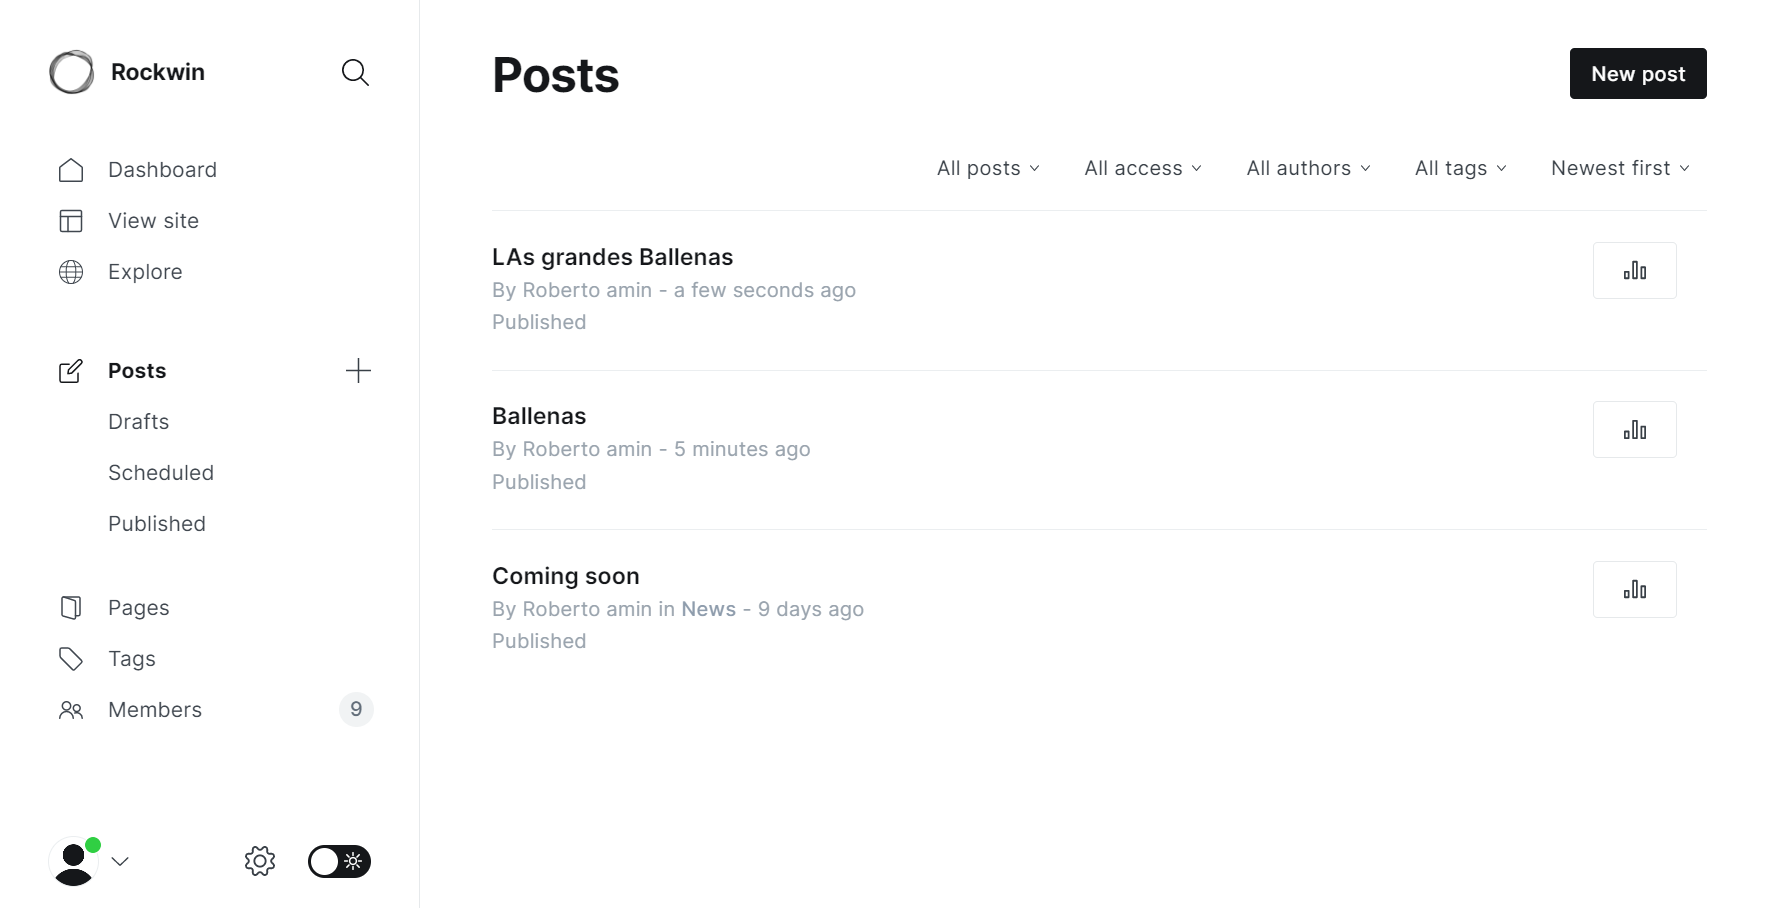 Rockwin
Dashboard
View site
Explore
Posts
Drafts
Scheduled
Published
Pages
Tags
Members 9
Posts
New post
All posts All access All authors All tags Newest first
LAs grandes Ballenas
By Roberto amin - a few seconds ago
Published
Ballenas
By Roberto amin - 5 minutes ago
Published
Coming soon
By Roberto amin in News - 9 days ago
Published